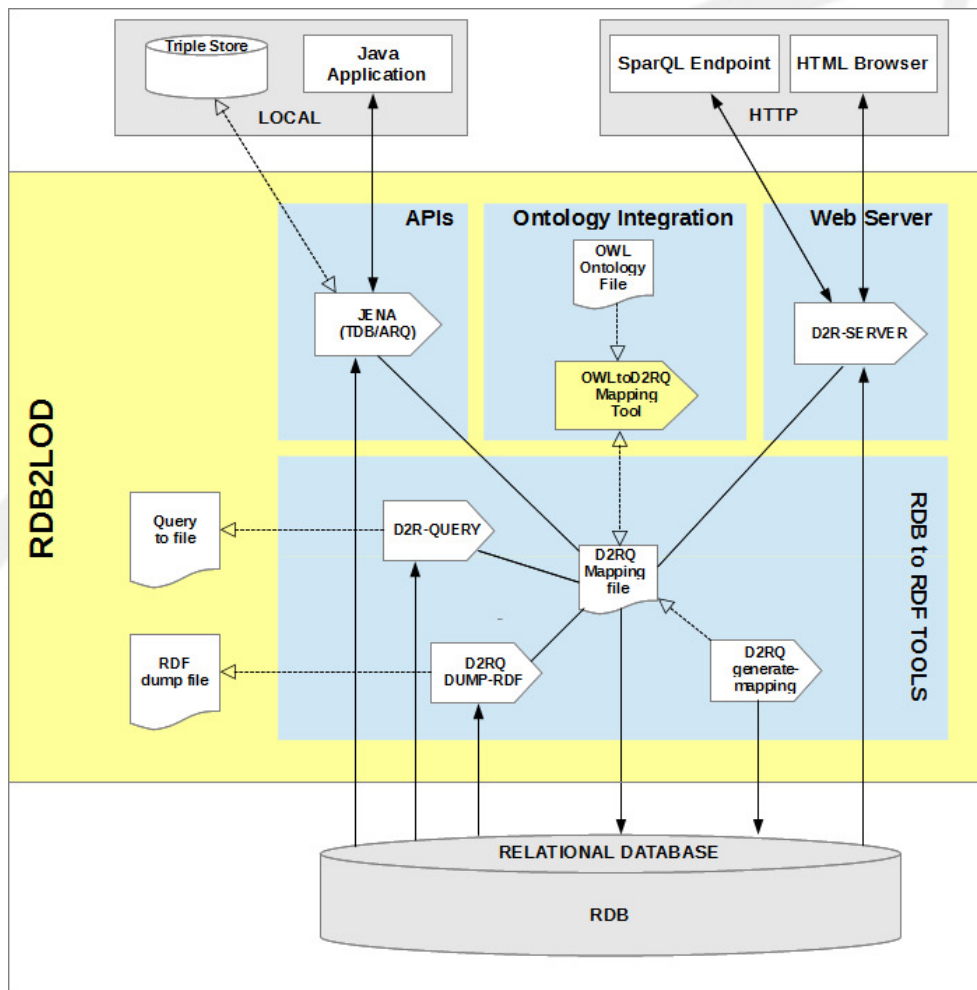 Triple Store
Java
Application
LOCAL
SparQL Endpoint
HTML Browser
HTTP
RDB2LOD
APIs
Ontology Integration
Web Server
OWL
Ontology
File
JENA
(TDB/ARQ)
D2R-SERVER
OWLtoD2RQ
Mapping
Tool
RDB to RDF TOOLS
Query
to file
D2R-QUERY
D2RQ
Mapping
file
RDF
dump file
D2RQ
DUMP-RDF
D2RQ
generate-
mapping
RELATIONAL DATABASE
RDB